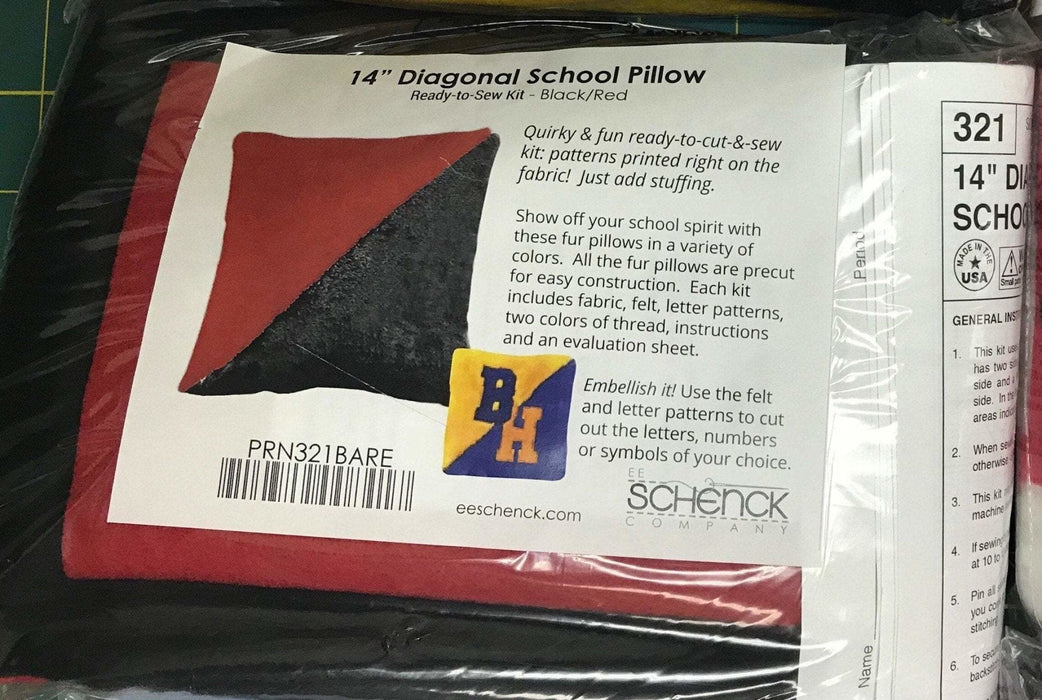 14” Diagonal School Pillow
Ready-to-Sew Kit - Black/Red
Quirky & fun ready-to-cut-&-sew
kit: patterns printed right on the
fabric! Just add stuffing.
Show off your school spirit with
these fur pillows in a variety of
colors. All the fur pillows are precut
for easy construction. Each kit
includes fabric, felt, letter patterns,
two colors of thread, instructions
and an evaluation sheet.
BH
Embellish it! Use the felt
and letter patterns to cut
out the letters, numbers
or symbols of your choice.
PRN321BARE
eeschenck.com
EE
SCHENCK
COMPANY
Period
Name
321
14" DIA
SCHOO
MADE IN THE
USA
Small
GENERAL INST
1. This kit use
has two
side and
side. In the
areas indic
2. When sew
otherwise
3. This kit
machine
4. If sewing
at 10 to
5. Pin all
you
stitching
6. To
backs